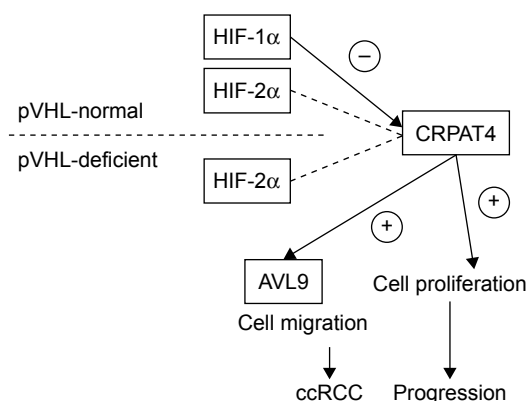 HIF-1α
−
HIF-2α
pVHL-normal
CRPAT4
pVHL-deficient
HIF-2α
+
+
AVL9
Cell proliferation
Cell migration
ccRCC
Progression